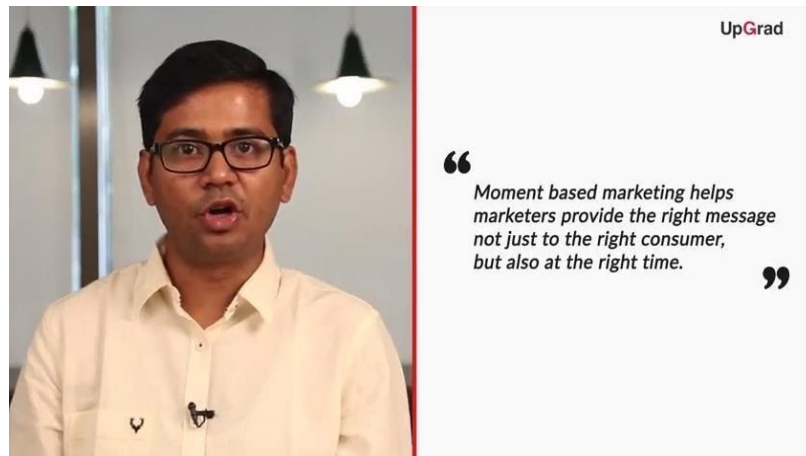 UpGrad
“
Moment based marketing helps
marketers provide the right message
not just to the right consumer,
but also at the right time.
”